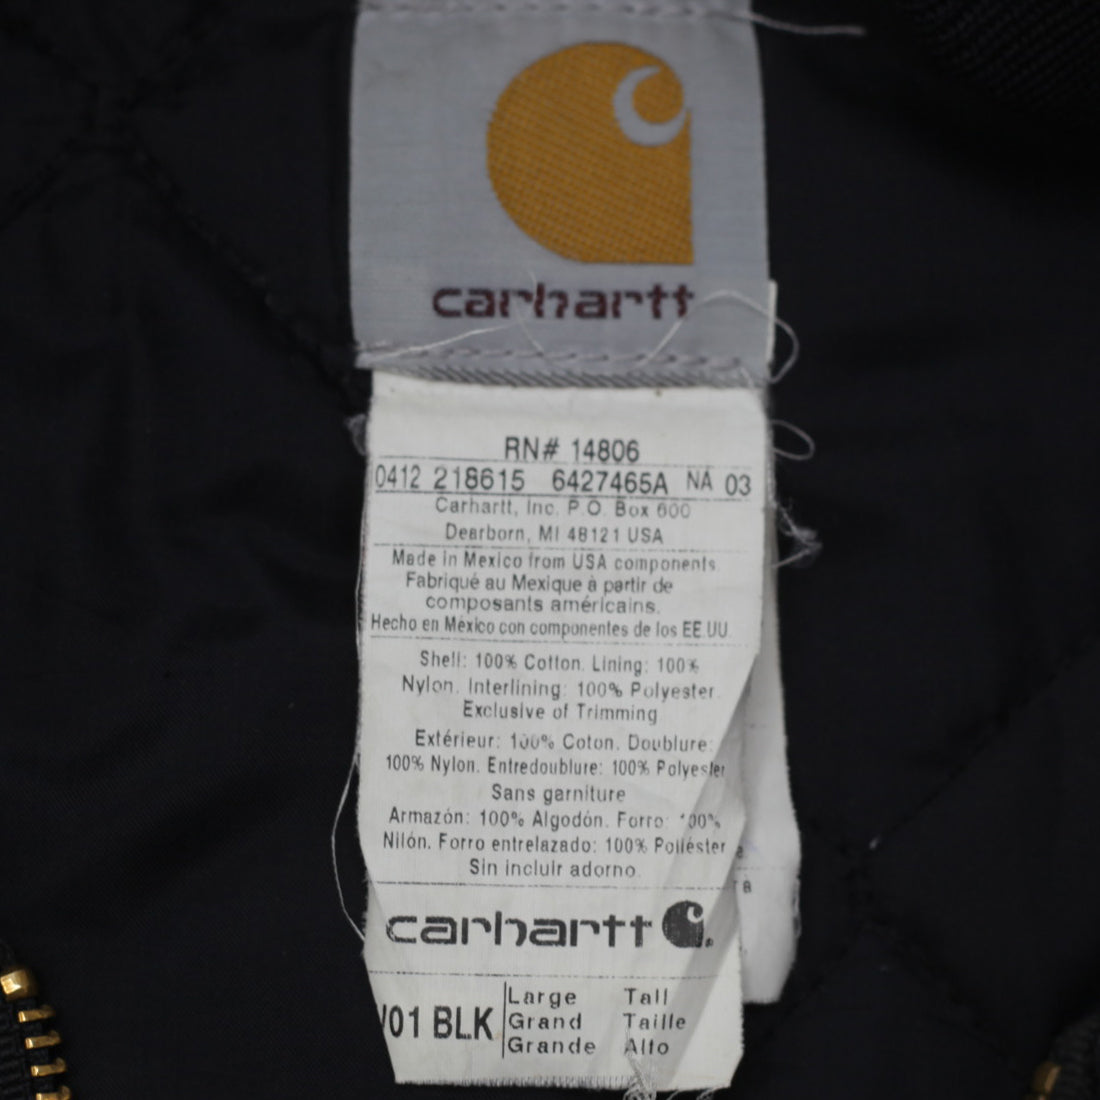 carhartt
RN# 14806
0412 218615 6427465A NA 03
Carhartt, Inc. P.O. Box 600
Dearborn, MI 48121 USA
Made in Mexico from USA components
Fabriqué au Mexique à partir de
composants américains.
Hecho en México con componentes de los EE.UU.
Shell: 100% Cotton. Lining: 100%
Nylon. Interlining: 100% Polyester.
Exclusive of Trimming
Extérieur: 100% Coton. Doublure:
100% Nylon. Entredoublure: 100% Polyester
Sans garniture
Armazón: 100% Algodón. Forro: 100%
Nilón. Forro entrelazado: 100% Poliéster
Sin incluir adorno.
carhartt
01 BLK
Large Tall
Grand Taille
Grande Alto